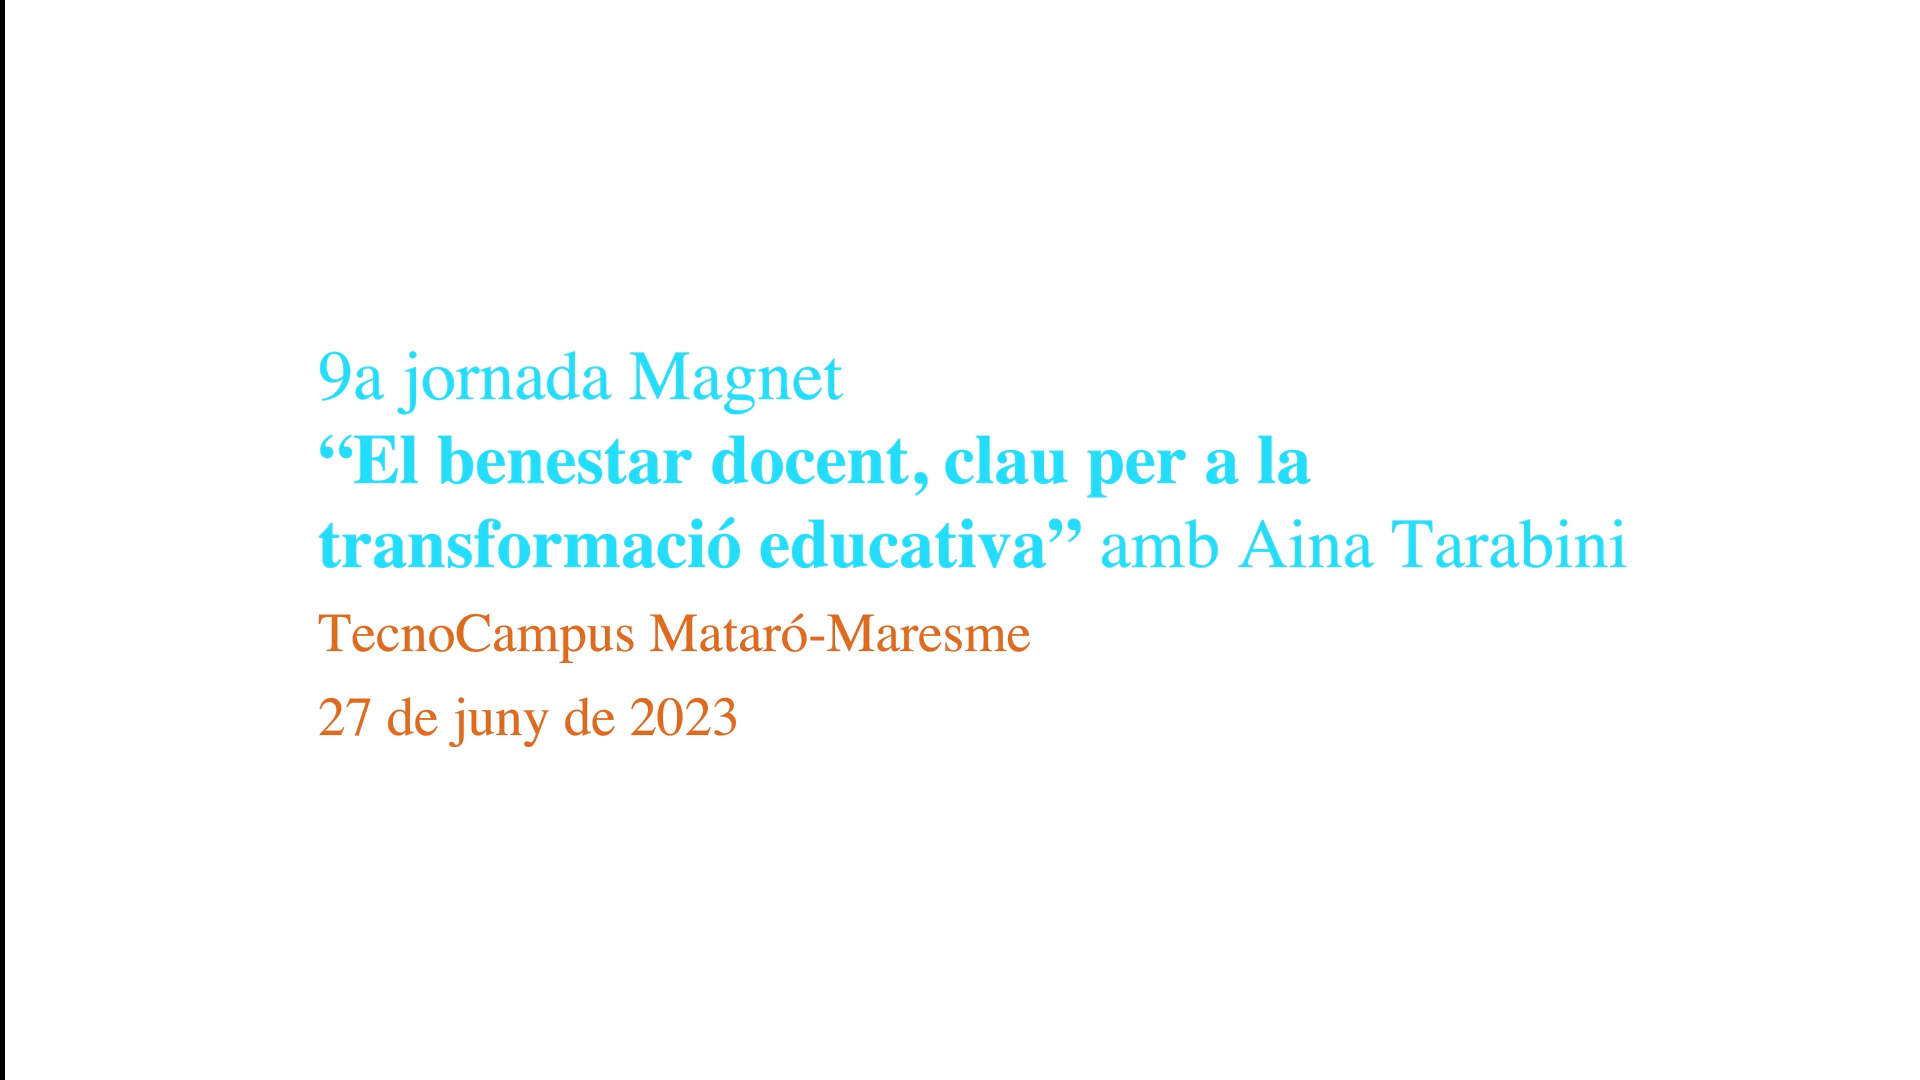 9a jornada Magnet
“El benestar docent, clau per a la
transformació educativa” amb Aina Tarabini
TecnoCampus Mataró-Maresme
27 de juny de 2023